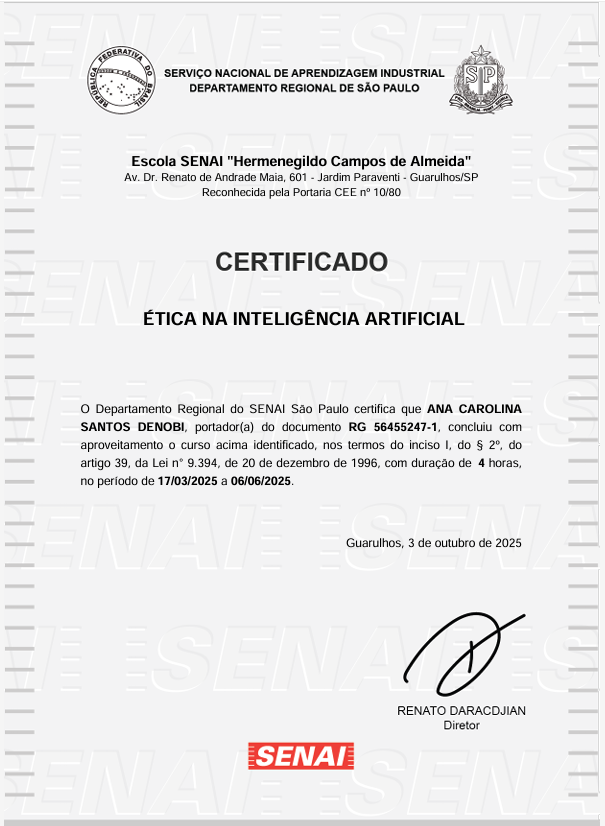 REPÚBLICA FEDERATIVA DO BRASIL
SERVIÇO NACIONAL DE APRENDIZAGEM INDUSTRIAL
DEPARTAMENTO REGIONAL DE SÃO PAULO
SP
Escola SENAI "Hermenegildo Campos de Almeida"
Av. Dr. Renato de Andrade Maia, 601 - Jardim Paraventi - Guarulhos/SP
Reconhecida pela Portaria CEE nº 10/80
CERTIFICADO
ÉTICA NA INTELIGÊNCIA ARTIFICIAL
O Departamento Regional do SENAI São Paulo certifica que ANA CAROLINA
SANTOS DENOBI, portador(a) do documento RG 56455247-1, concluiu com
aproveitamento o curso acima identificado, nos termos do inciso I, do § 2º, do
artigo 39, da Lei n° 9.394, de 20 de dezembro de 1996, com duração de 4 horas,
no período de 17/03/2025 a 06/06/2025.
Guarulhos, 3 de outubro de 2025
RENATO DARACDJIAN
Diretor
SENAI